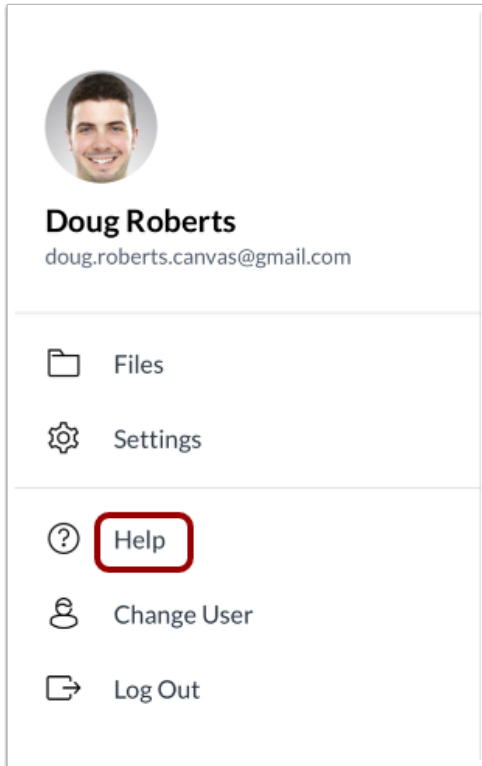 Doug Roberts
doug.roberts.canvas@gmail.com
Files
Settings
Help
Change User
Log Out